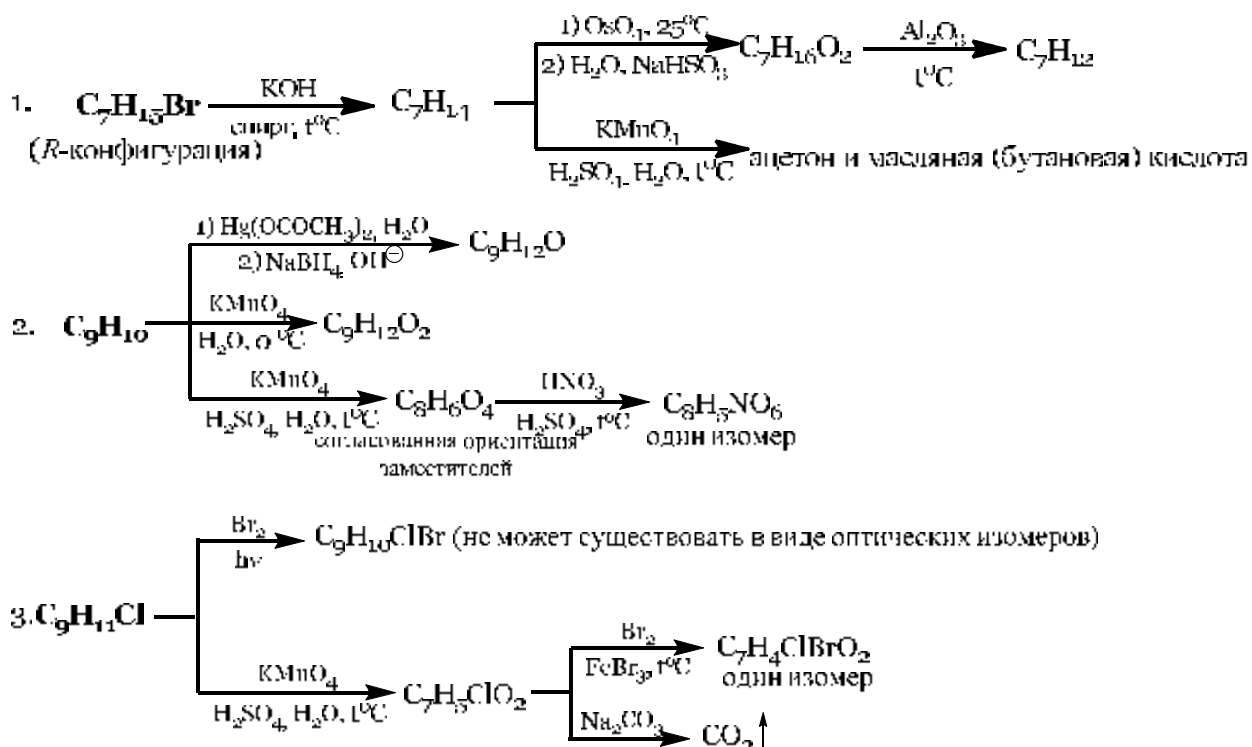 1) OsO4, 25°C
2) H2O, NaHSO3
C7H16O2
Al2O3
t°C
C7H12
1. C7H15Br
KOH
спирт, t°C
C7H14
(R-конфигурация)
KMnO4
H2SO4, H2O, t°C
ацетон и масляная (бутановая) кислота
1) Hg(OCOCH3)2, H2O
2) NaBH4, OH⊖
C9H12O
2. C9H10
KMnO4
H2O, 0 °C
C9H12O2
KMnO4
H2SO4, H2O, t°C
C8H6O4
HNO3
H2SO4, t°C
C8H5NO6
согласованная ориентация
заместителей
один изомер
Br2
hν
C9H10ClBr (не может существовать в виде оптических изомеров)
3. C9H11Cl
KMnO4
H2SO4, H2O, t°C
C7H5ClO2
Br2
FeBr3, t°C
C7H4ClBrO2
один изомер
Na2CO3
CO2↑